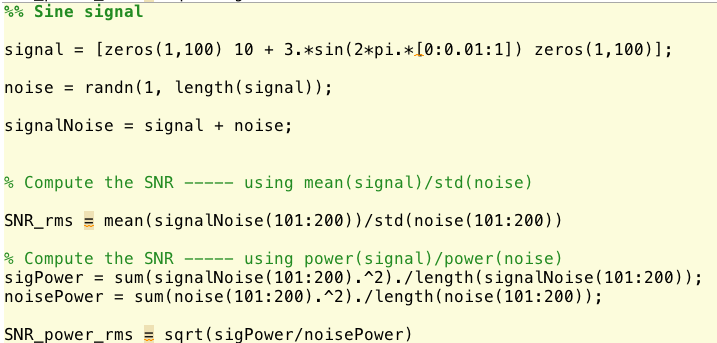 %% Sine signal
signal = [zeros(1,100) 10 + 3.*sin(2*pi.*[0:0.01:1]) zeros(1,100)];
noise = randn(1, length(signal));
signalNoise = signal + noise;
% Compute the SNR ----- using mean(signal)/std(noise)
SNR_rms = mean(signalNoise(101:200))/std(noise(101:200))
% Compute the SNR ----- using power(signal)/power(noise)
sigPower = sum(signalNoise(101:200).^2)./length(signalNoise(101:200));
noisePower = sum(noise(101:200).^2)./length(noise(101:200));
SNR_power_rms = sqrt(sigPower/noisePower)